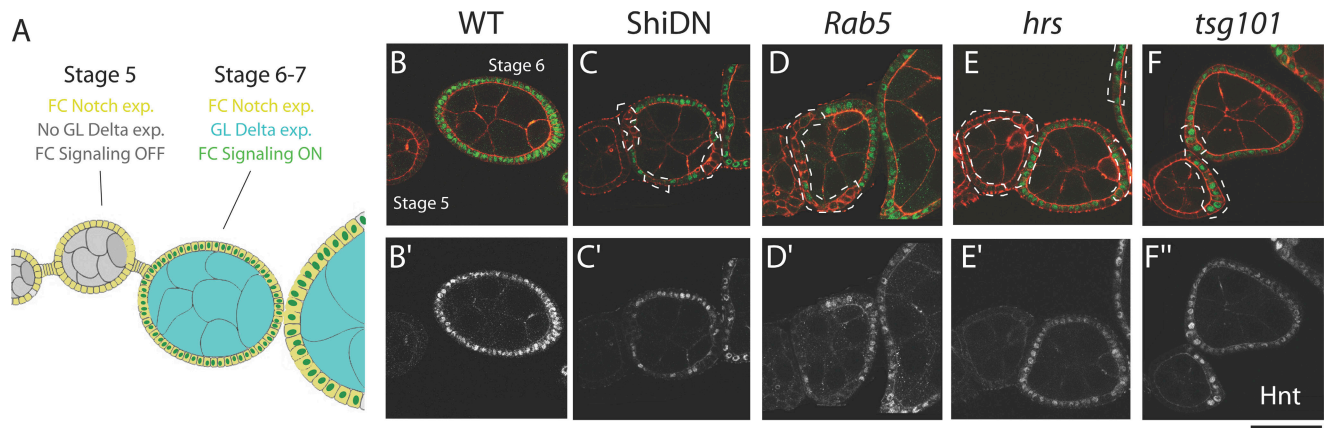 A
WT
ShiDN
Rab5
hrs
tsg101
Stage 5
FC Notch exp.
No GL Delta exp.
FC Signaling OFF
Stage 6-7
FC Notch exp.
GL Delta exp.
FC Signaling ON
B
Stage 6
Stage 5
C
D
E
F
B'
C'
D'
E'
F"
Hnt